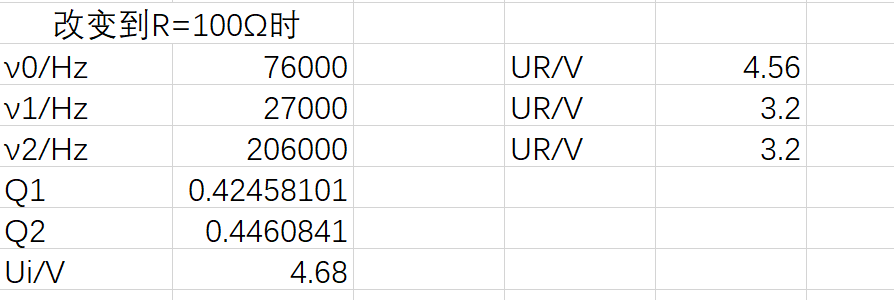 改变到R=100Ω时
ν0/Hz 76000 UR/V 4.56
ν1/Hz 27000 UR/V 3.2
ν2/Hz 206000 UR/V 3.2
Q1 0.42458101
Q2 0.4460841
Ui/V 4.68